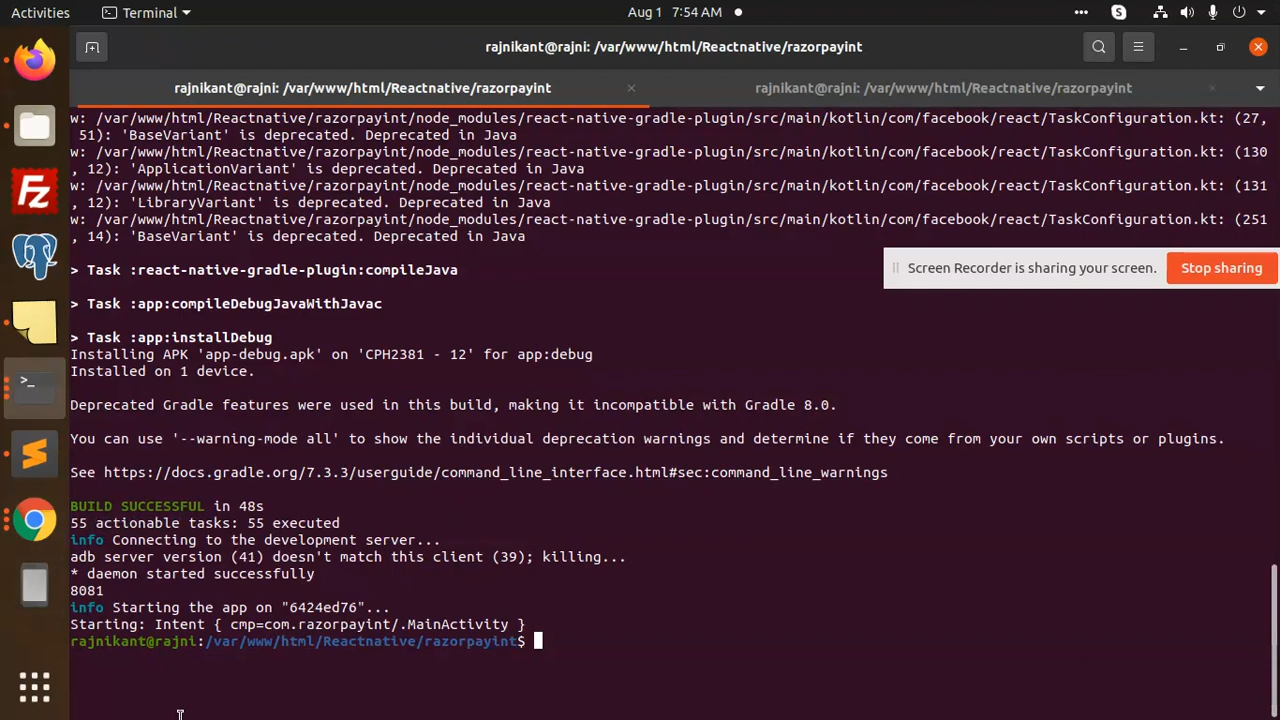 Activities
Terminal
Aug 1 7:54 AM
rajnikant@rajni: /var/www/html/Reactnative/razorpayint
rajnikant@rajni: /var/www/html/Reactnative/razorpayint
rajnikant@rajni: /var/www/html/Reactnative/razorpayint
w: /var/www/html/Reactnative/razorpayint/node_modules/react-native-gradle-plugin/src/main/kotlin/com/facebook/react/TaskConfiguration.kt: (27,
 51): 'BaseVariant' is deprecated. Deprecated in Java
w: /var/www/html/Reactnative/razorpayint/node_modules/react-native-gradle-plugin/src/main/kotlin/com/facebook/react/TaskConfiguration.kt: (130
, 12): 'ApplicationVariant' is deprecated. Deprecated in Java
w: /var/www/html/Reactnative/razorpayint/node_modules/react-native-gradle-plugin/src/main/kotlin/com/facebook/react/TaskConfiguration.kt: (131
, 12): 'LibraryVariant' is deprecated. Deprecated in Java
w: /var/www/html/Reactnative/razorpayint/node_modules/react-native-gradle-plugin/src/main/kotlin/com/facebook/react/TaskConfiguration.kt: (251
, 14): 'BaseVariant' is deprecated. Deprecated in Java
Screen Recorder is sharing your screen.
Stop sharing
> Task :react-native-gradle-plugin:compileJava
> Task :app:compileDebugJavaWithJavac
> Task :app:installDebug
Installing APK 'app-debug.apk' on 'CPH2381 - 12' for app:debug
Installed on 1 device.
Deprecated Gradle features were used in this build, making it incompatible with Gradle 8.0.
You can use '--warning-mode all' to show the individual deprecation warnings and determine if they come from your own scripts or plugins.
See https://docs.gradle.org/7.3.3/userguide/command_line_interface.html#sec:command_line_warnings
BUILD SUCCESSFUL in 48s
55 actionable tasks: 55 executed
info Connecting to the development server...
adb server version (41) doesn't match this client (39); killing...
* daemon started successfully
8081
info Starting the app on "6424ed76"...
Starting: Intent { cmp=com.razorpayint/.MainActivity }
rajnikant@rajni:/var/www/html/Reactnative/razorpayint$